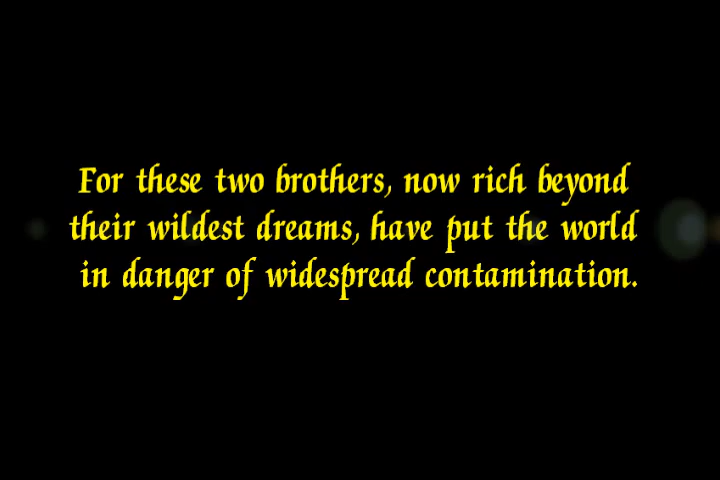 For these two brothers, now rich beyond
their wildest dreams, have put the world
in danger of widespread contamination.